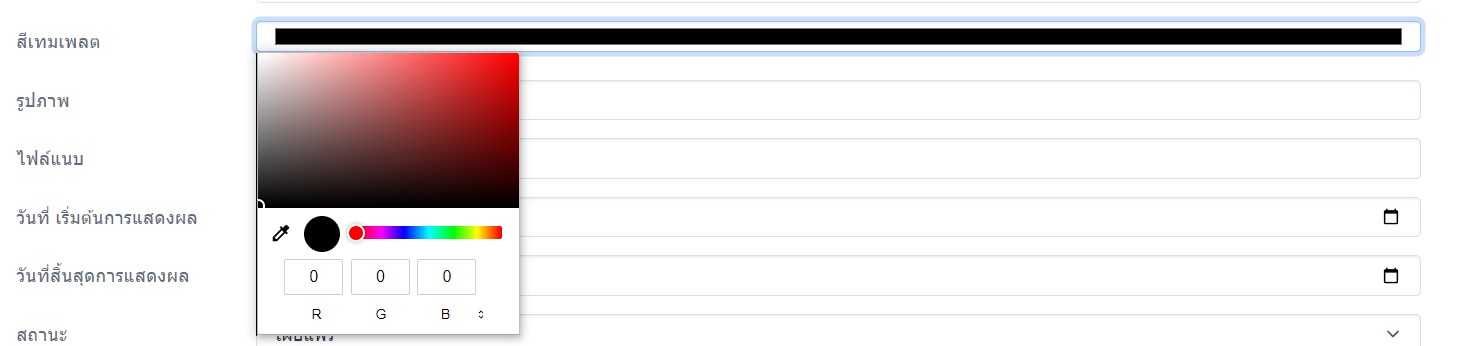 สีเทมเพลต
รูปภาพ
ไฟล์แนบ
วันที่ เริ่มต้นการแสดงผล
วันที่สิ้นสุดการแสดงผล
0 0 0
R G B
สถานะ